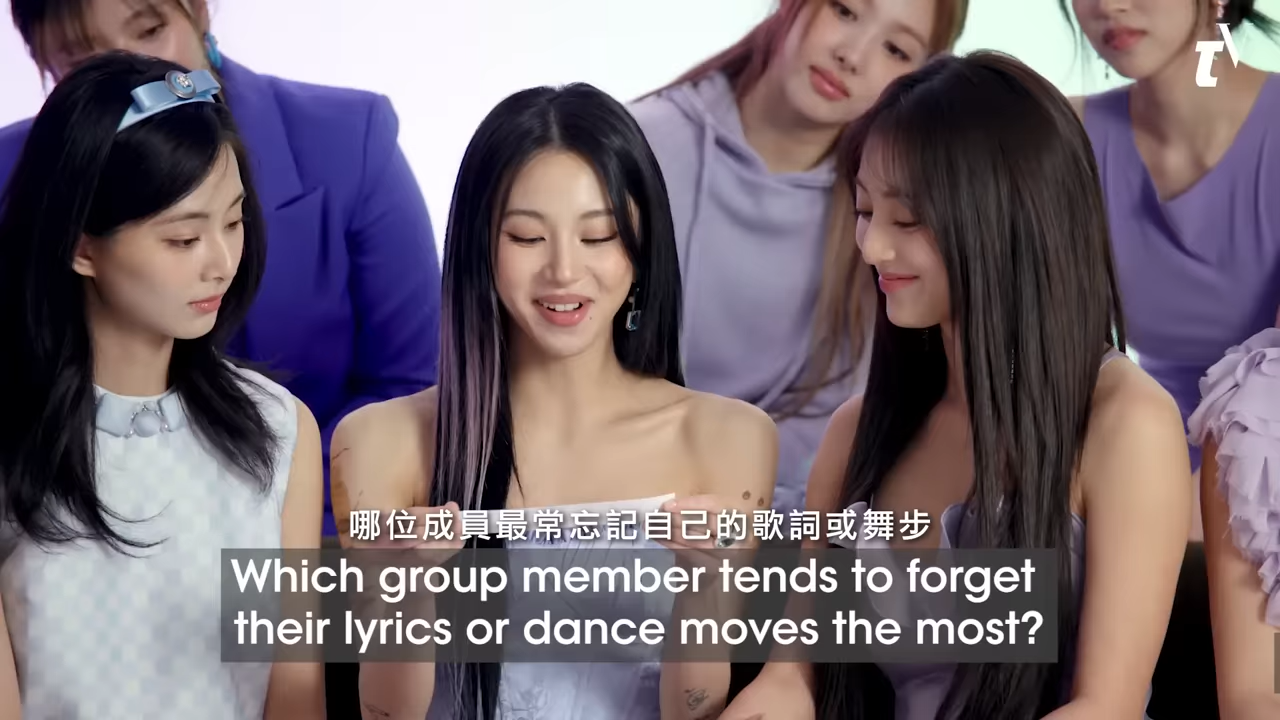 哪位成員最常忘記自己的歌詞或舞步
Which group member tends to forget
their lyrics or dance moves the most?